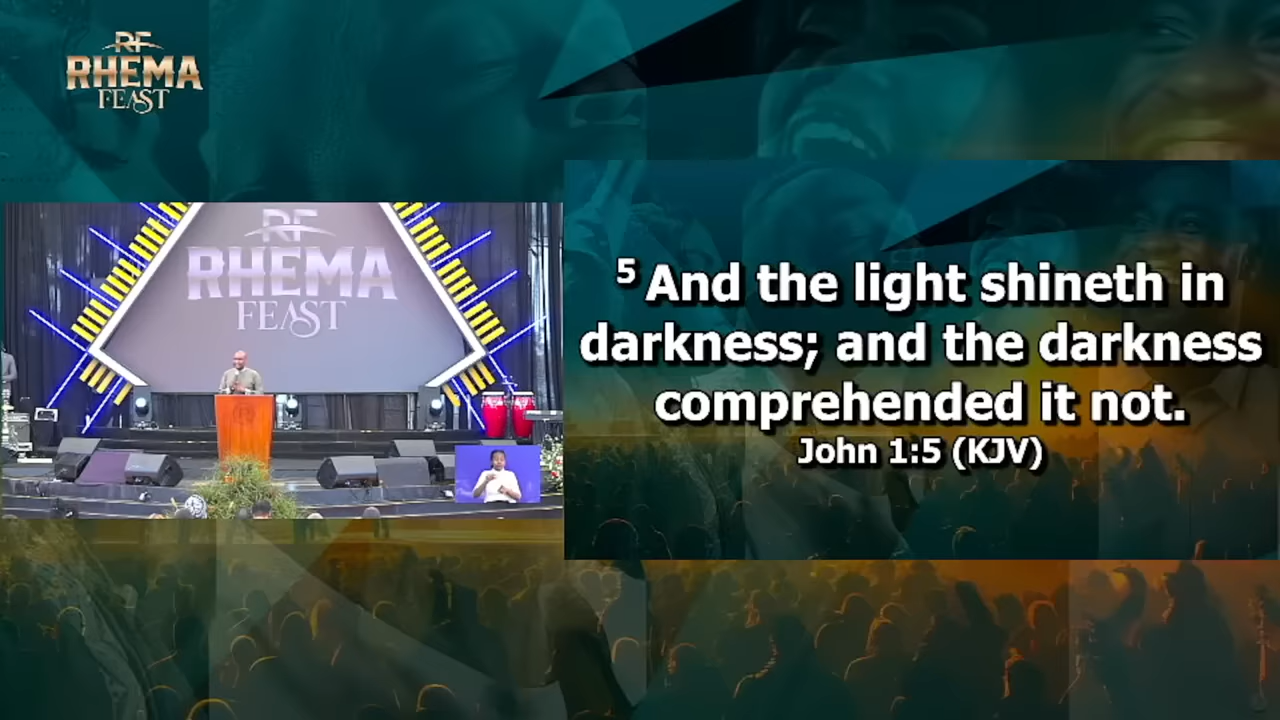 RF
RHEMA
FEAST
RF
RHEMA
FEAST
5 And the light shineth in
darkness; and the darkness
comprehended it not.
John 1:5 (KJV)